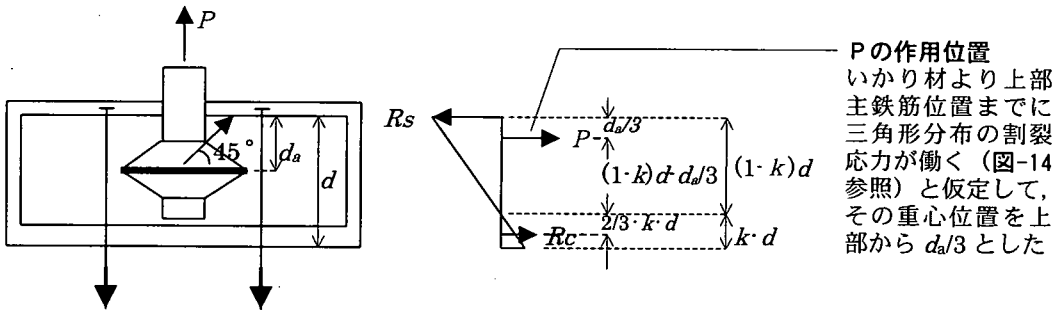 P
45°
dₐ
d
Rs
P
dₐ/3
(1-k)d-dₐ/3
(1-k)d
2/3・k・d
Rc
k・d
Pの作用位置
いかり材より上部
主鉄筋位置までに
三角形分布の割裂
応力が働く（図-14
参照）と仮定して，
その重心位置を上
部から dₐ/3 とした